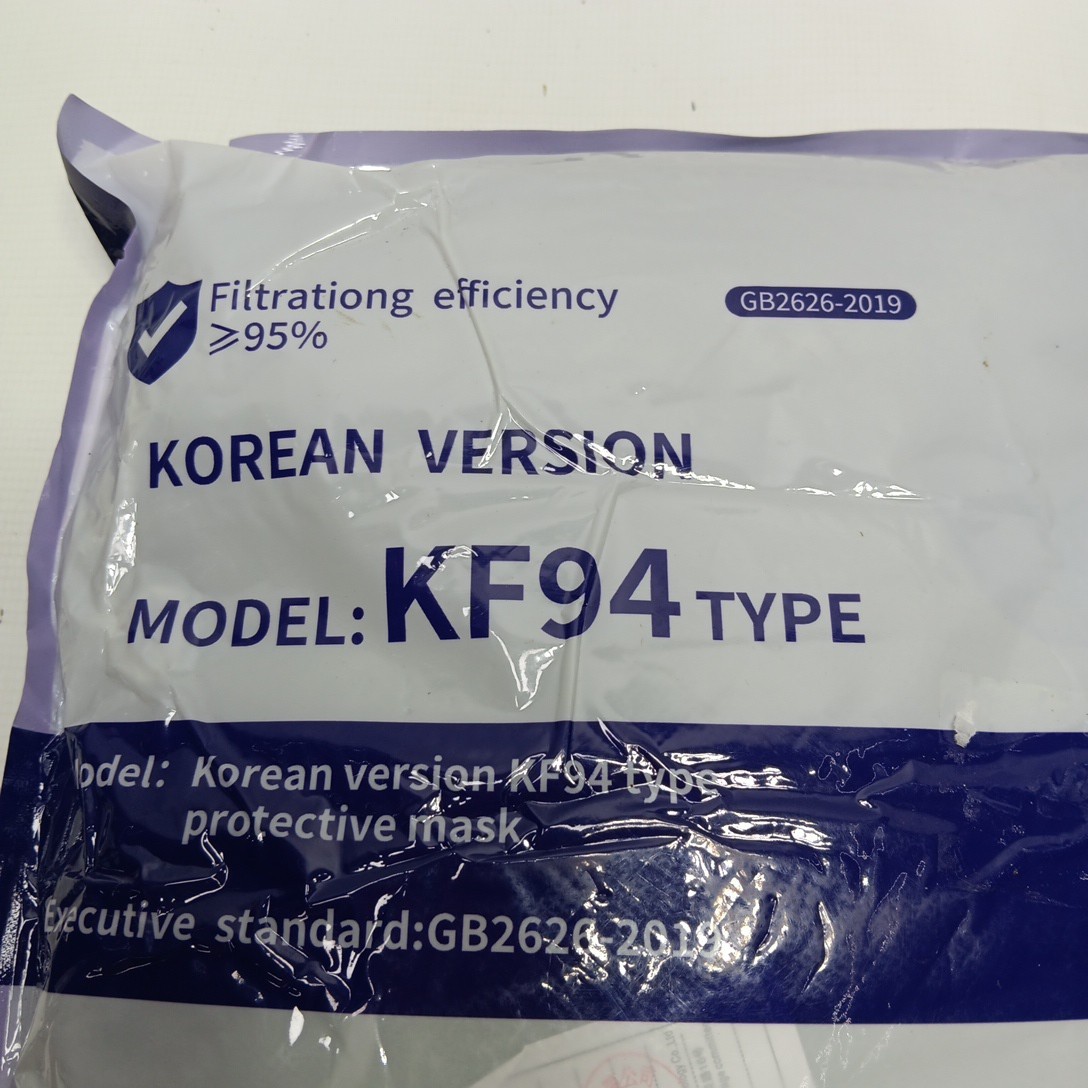 Filtrationg efficiency
≥95%
GB2626-2019
KOREAN VERSION
MODEL: KF94 TYPE
odel: Korean version KF94 type
protective mask
Executive standard:GB2626-2019